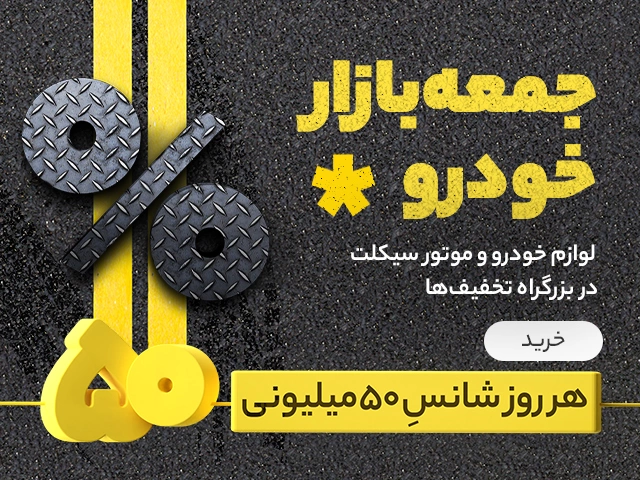 جمعه‌بازار
خودرو *
لوازم خودرو و موتور سیکلت
در بزرگراه تخفیف‌ها
خرید
هر روز شانسِ ۵۰ میلیونی
%
۵۰